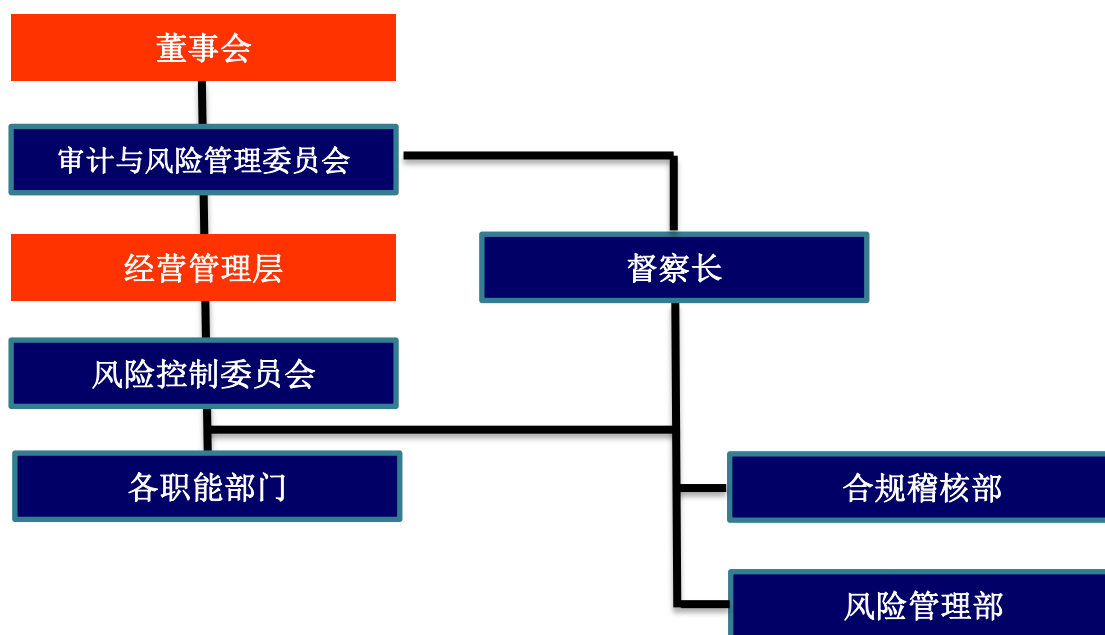 董事会
审计与风险管理委员会
经营管理层
督察长
风险控制委员会
各职能部门
合规稽核部
风险管理部